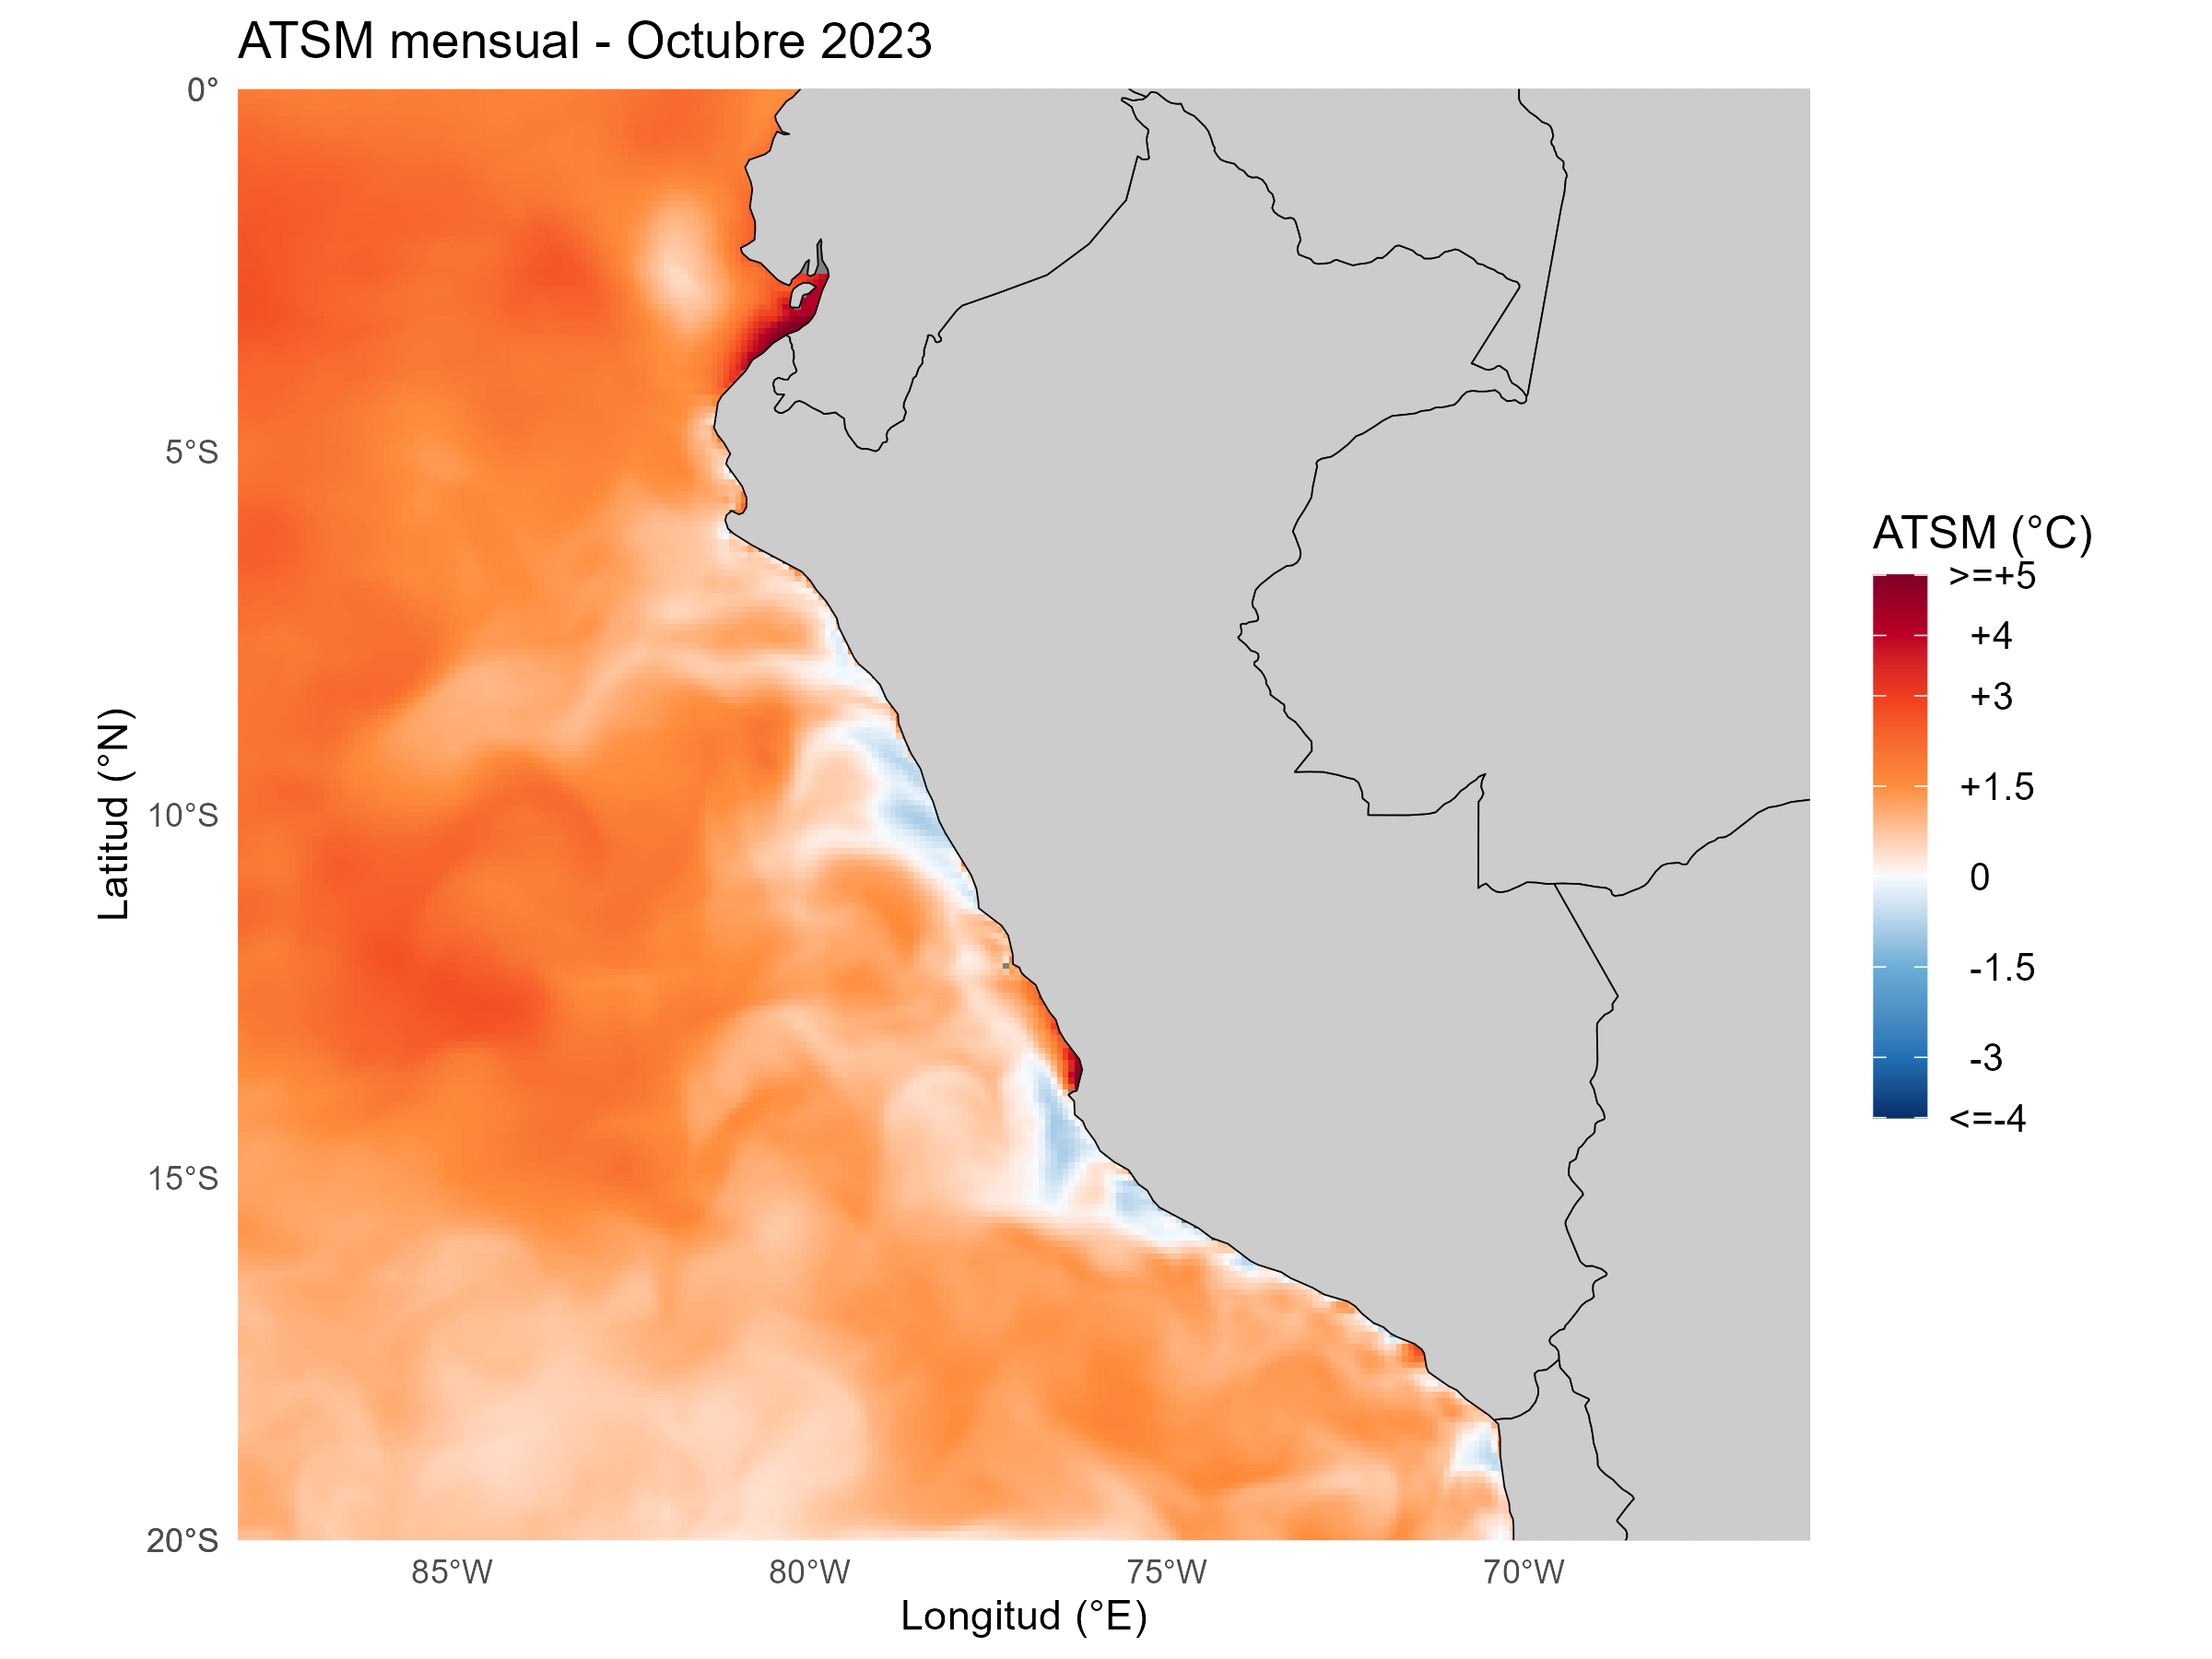 ATSM mensual - Octubre 2023
0°
5°S
10°S
15°S
20°S
Latitud (°N)
85°W
80°W
75°W
70°W
Longitud (°E)
ATSM (°C)
>=+5
+4
+3
+1.5
0
-1.5
-3
<=-4